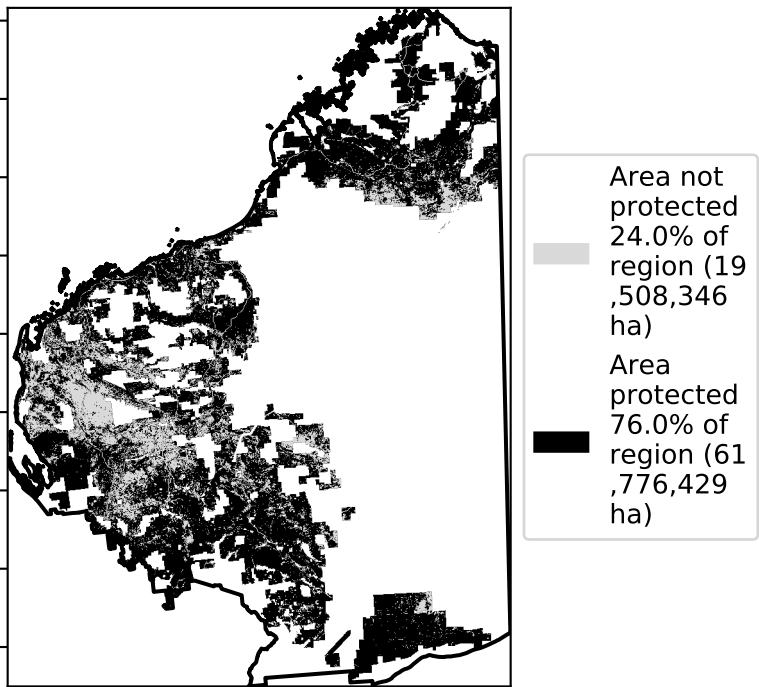 Area not
protected
24.0% of
region (19
,508,346
ha)
Area
protected
76.0% of
region (61
,776,429
ha)